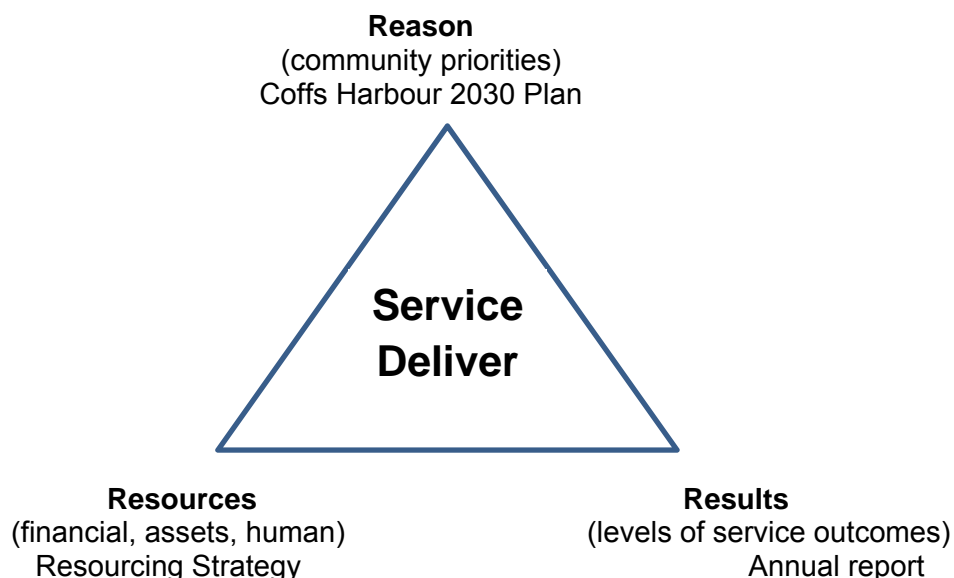 Reason
(community priorities)
Coffs Harbour 2030 Plan
Service
Deliver
Resources
(financial, assets, human)
Resourcing Strategy
Results
(levels of service outcomes)
Annual report